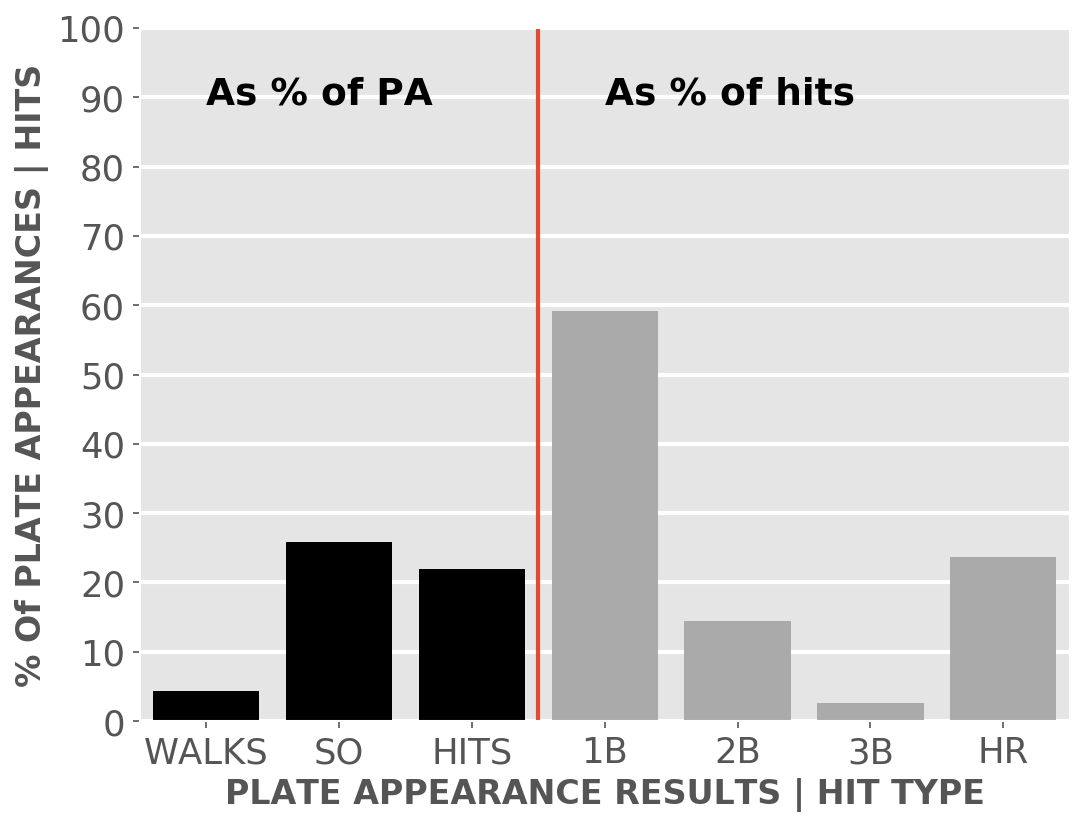 100
90
80
70
60
50
40
30
20
10
0
% Of PLATE APPEARANCES | HITS
As % of PA
As % of hits
WALKS SO HITS 1B 2B 3B HR
PLATE APPEARANCE RESULTS | HIT TYPE